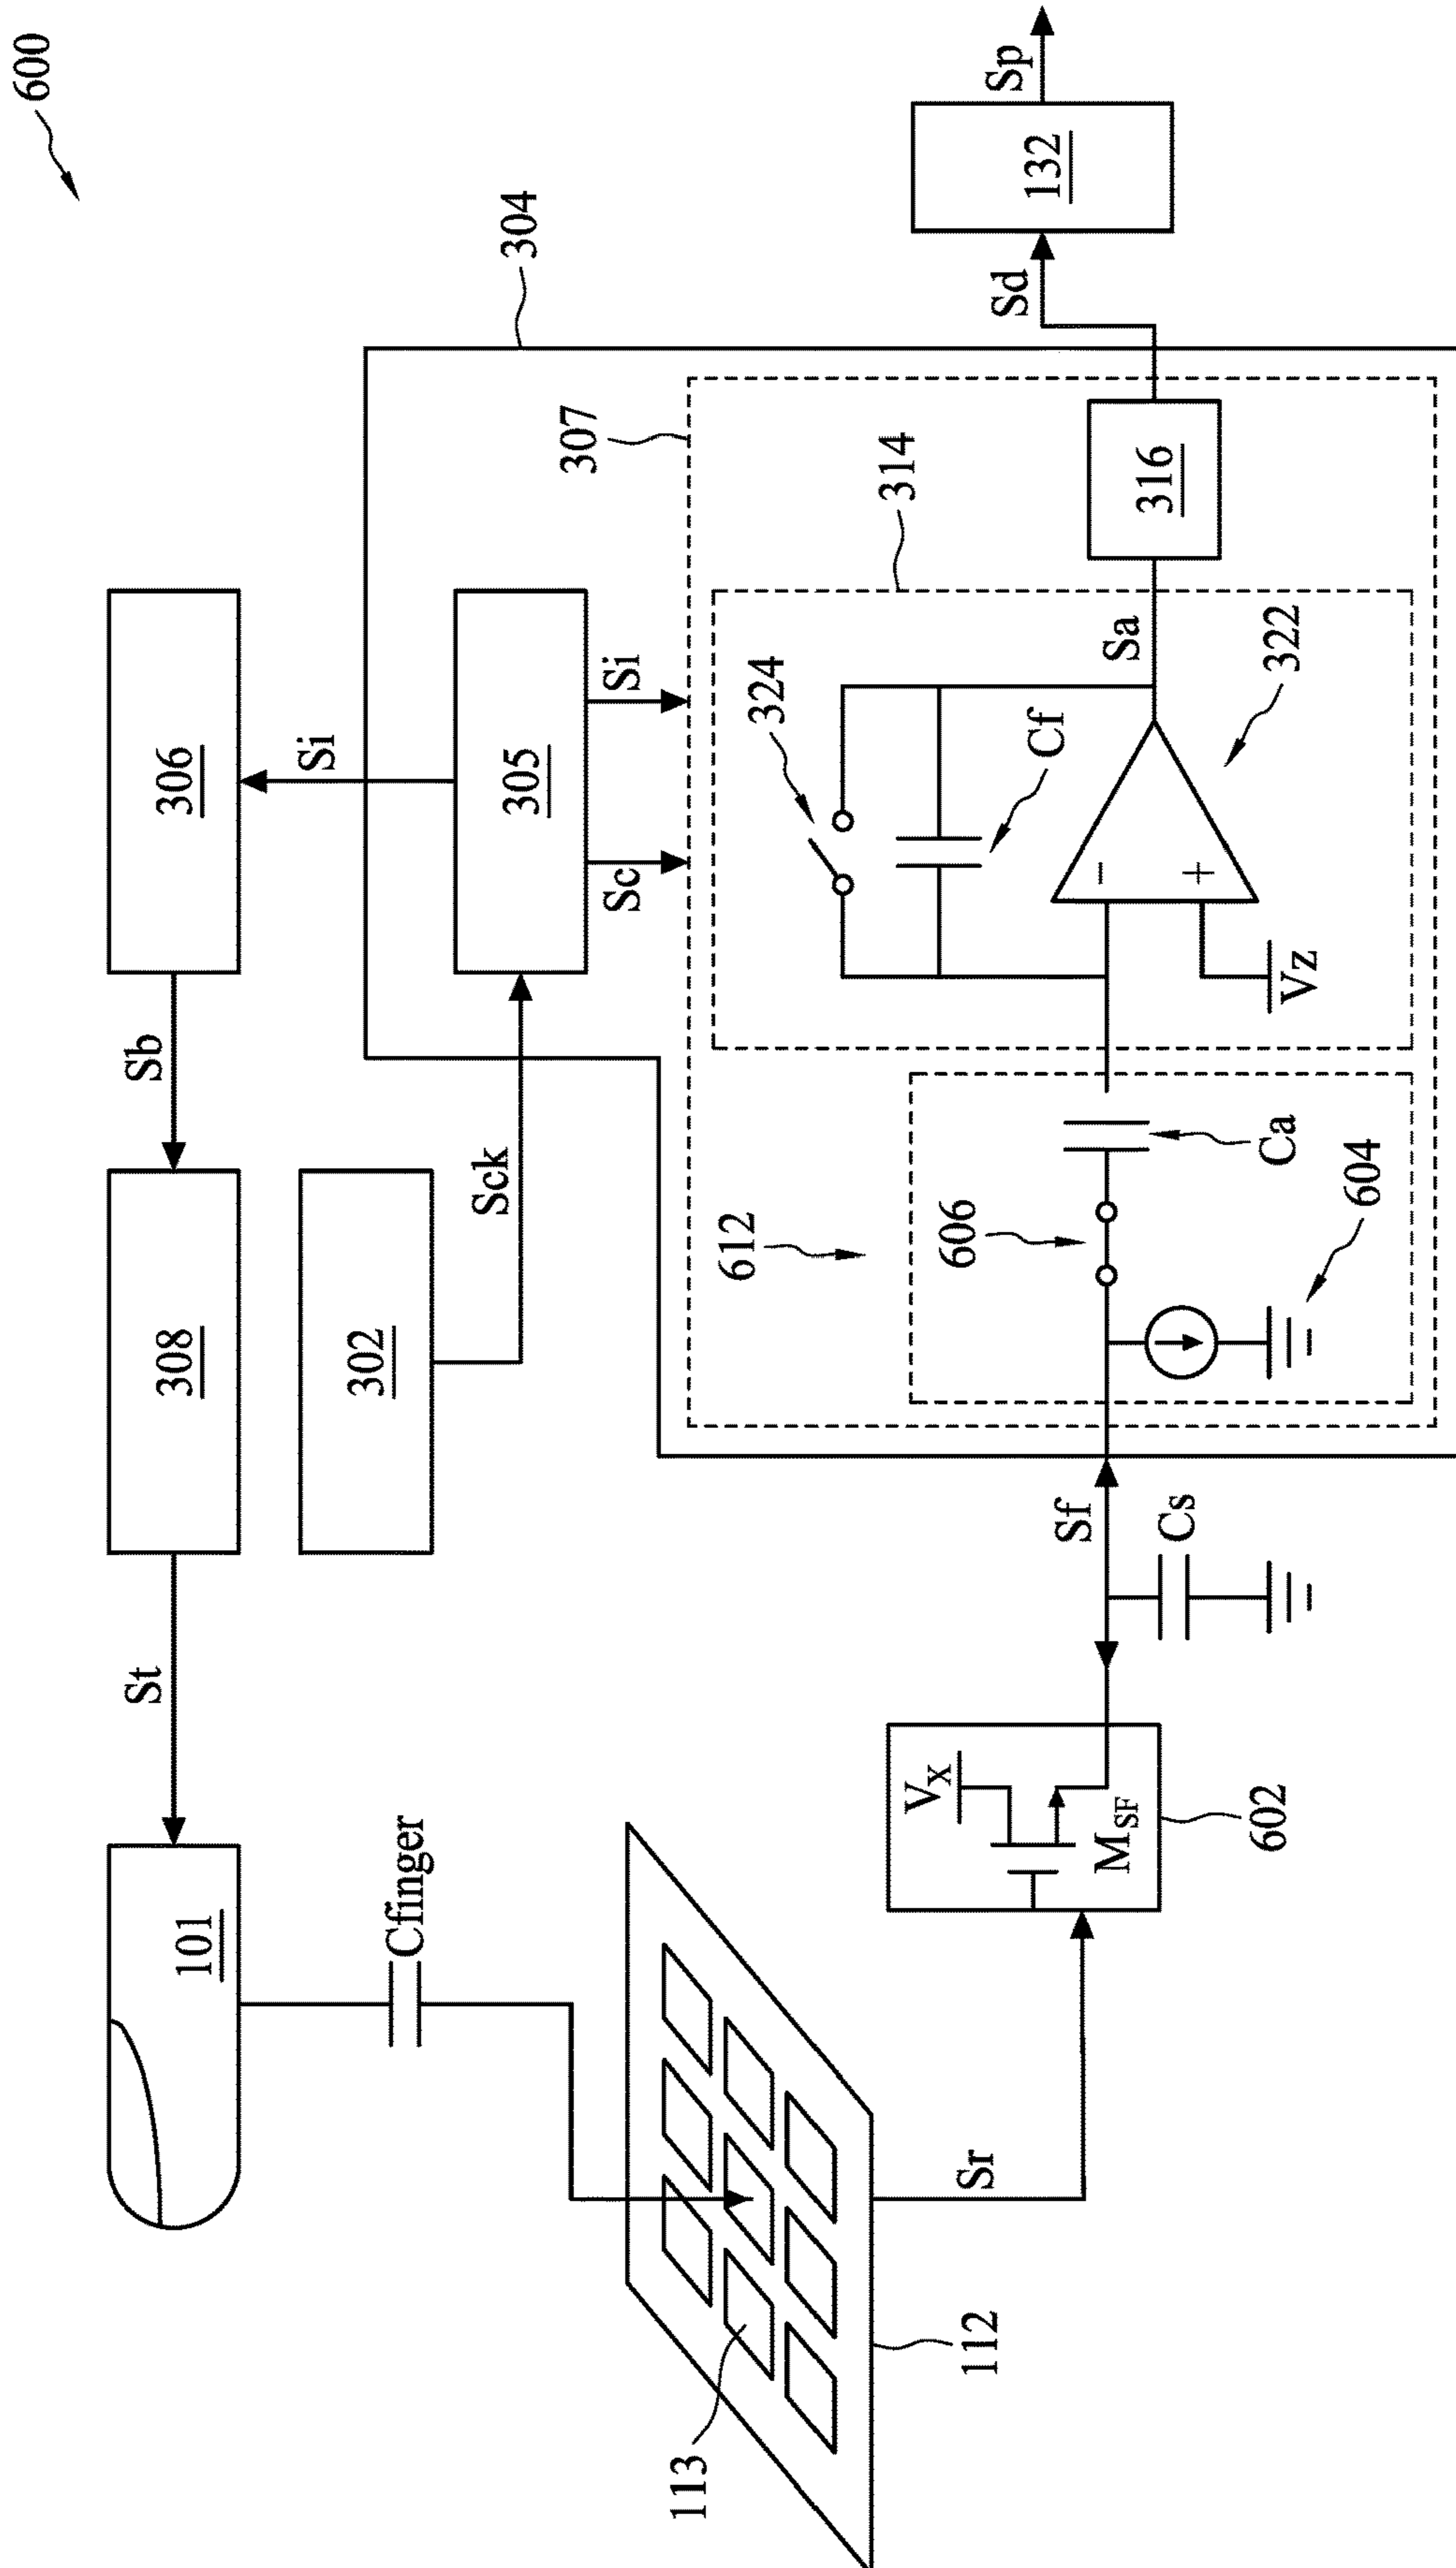 600
101
St
308
Sb
306
302
Sck
Si
305
Sc
Si
304
307
Cfinger
113
112
Sr
VX
MSF
602
Sf
Cs
612
606
Ca
604
314
324
Cf
−
+
Vz
322
Sa
316
Sd
132
Sp